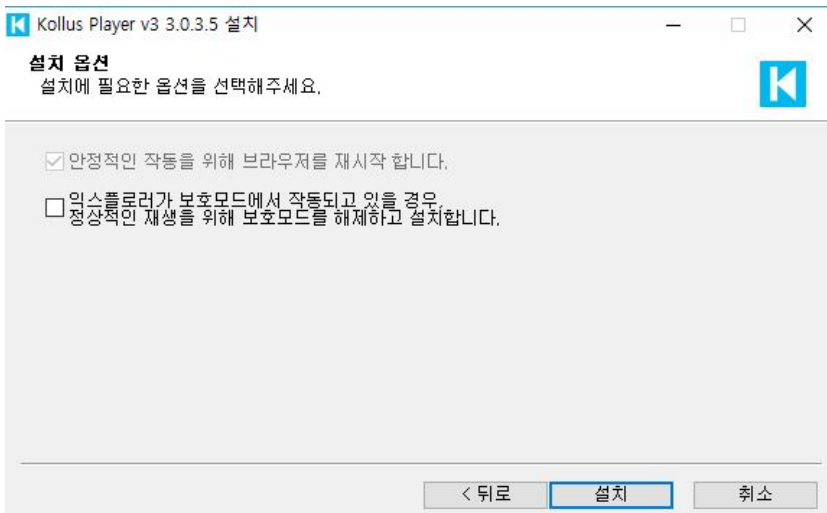 Kollus Player v3 3.0.3.5 설치
설치 옵션
설치에 필요한 옵션을 선택해주세요.
안정적인 작동을 위해 브라우저를 재시작 합니다.
익스플로러가 보호모드에서 작동되고 있을 경우,
정상적인 재생을 위해 보호모드를 해제하고 설치합니다.
< 뒤로
설치
취소